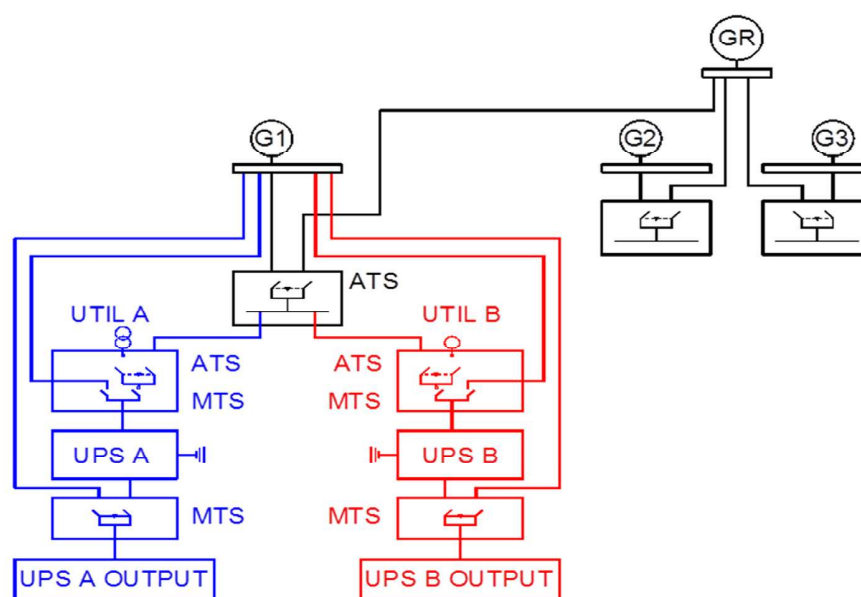 GR
G1
G2
G3
ATS
UTIL A
UTIL B
ATS
ATS
MTS
MTS
UPS A
UPS B
MTS
MTS
UPS A OUTPUT
UPS B OUTPUT